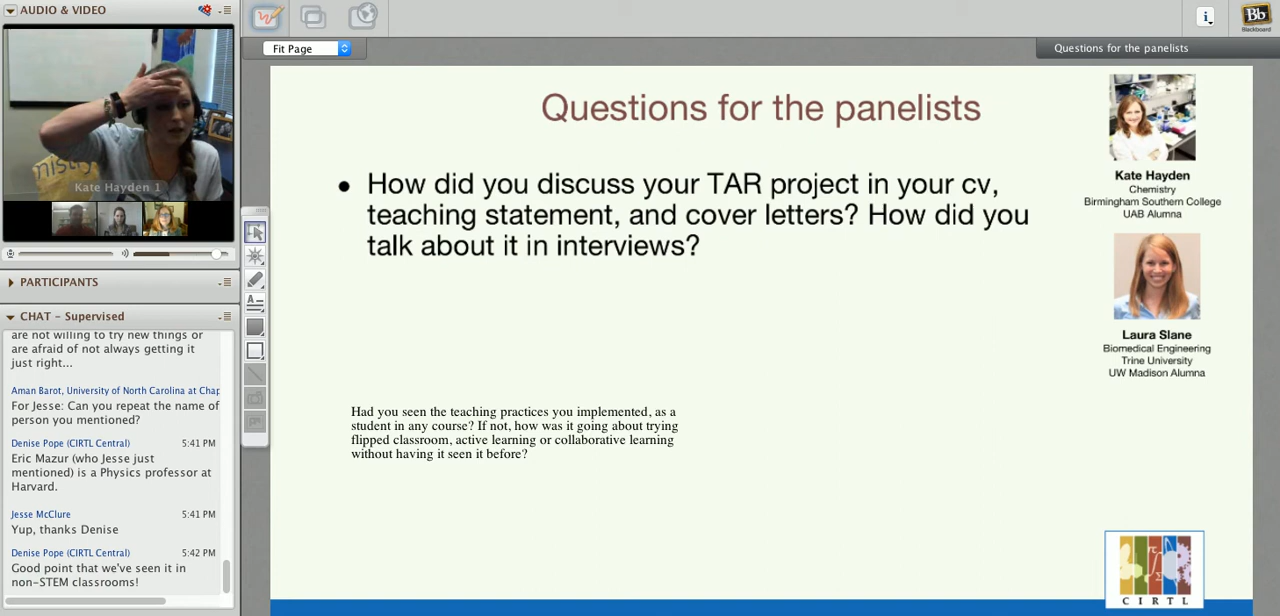 AUDIO & VIDEO
Kate Hayden 1
PARTICIPANTS
CHAT - Supervised
are not willing to try new things or
are afraid of not always getting it
just right...
Aman Barot, University of North Carolina at Chap
For Jesse: Can you repeat the name of
person you mentioned?
Denise Pope (CIRTL Central) 5:41 PM
Eric Mazur (who Jesse just
mentioned) is a Physics professor at
Harvard.
Jesse McClure 5:41 PM
Yup, thanks Denise
Denise Pope (CIRTL Central) 5:42 PM
Good point that we've seen it in
non-STEM classrooms!
Fit Page
i
Bb
Blackboard
Questions for the panelists
Questions for the panelists
• How did you discuss your TAR project in your cv,
teaching statement, and cover letters? How did you
talk about it in interviews?
Had you seen the teaching practices you implemented, as a
student in any course? If not, how was it going about trying
flipped classroom, active learning or collaborative learning
without having it seen it before?
Kate Hayden
Chemistry
Birmingham Southern College
UAB Alumna
Laura Slane
Biomedical Engineering
Trine University
UW Madison Alumna
CIRTL